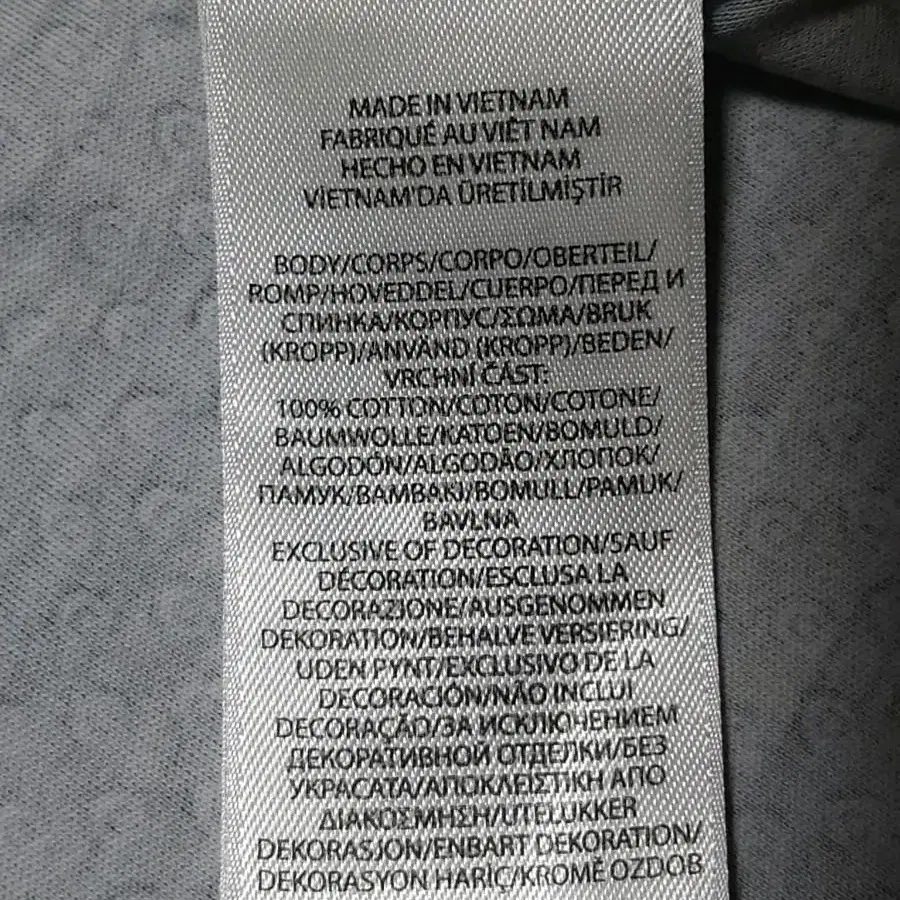 MADE IN VIETNAM
FABRIQUÉ AU VIÊT NAM
HECHO EN VIETNAM
VİETNAM'DA ÜRETİLMİŞTİR
BODY/CORPS/CORPO/OBERTEIL/
ROMP/HOVEDDEL/CUERPO/ПЕРЕД И
СПИНКА/КОРПУС/ΣΩΜΑ/BRUK
(KROPP)/ANVÄND (KROPP)/BEDEN/
VRCHNÍ ČÁST:
100% COTTON/COTON/COTONE/
BAUMWOLLE/KATOEN/BOMULD/
ALGODÓN/ALGODÃO/ХЛОПОК/
ПАМУК/ΒΑΜΒΑΚΙ/BOMULL/PAMUK/
BAVLNA
EXCLUSIVE OF DECORATION/SAUF
DÉCORATION/ESCLUSA LA
DECORAZIONE/AUSGENOMMEN
DEKORATION/BEHALVE VERSIERING/
UDEN PYNT/EXCLUSIVO DE LA
DECORACIÓN/NÃO INCLUI
DECORAÇÃO/ЗА ИСКЛЮЧЕНИЕМ
ДЕКОРАТИВНОЙ ОТДЕЛКИ/БЕЗ
УКРАСАТА/ΑΠΟΚΛΕΙΣΤΙΚΗ ΑΠΟ
ΔΙΑΚΟΣΜΗΣΗ/UTELUKKER
DEKORASJON/ENBART DEKORATION/
DEKORASYON HARİÇ/KROMĚ OZDOB